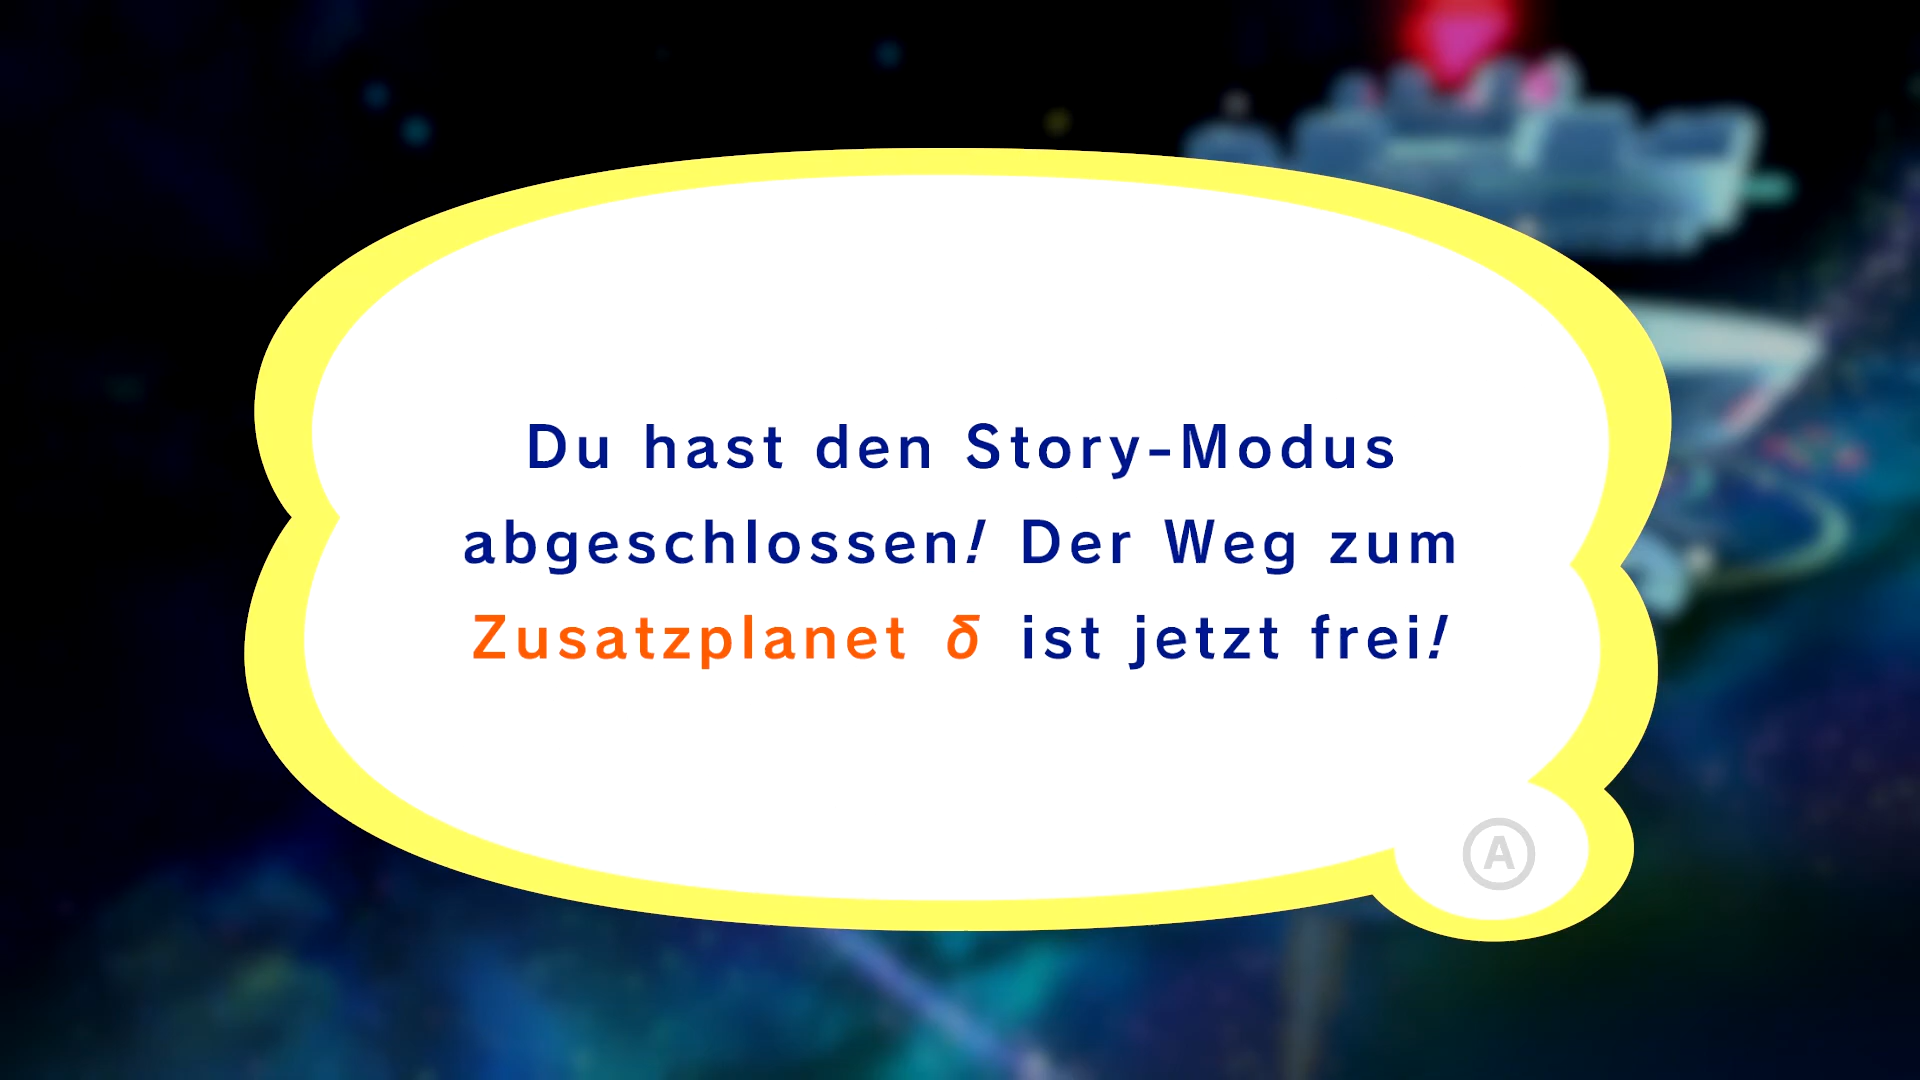 Du hast den Story-Modus
abgeschlossen! Der Weg zum
Zusatzplanet δ ist jetzt frei!
A